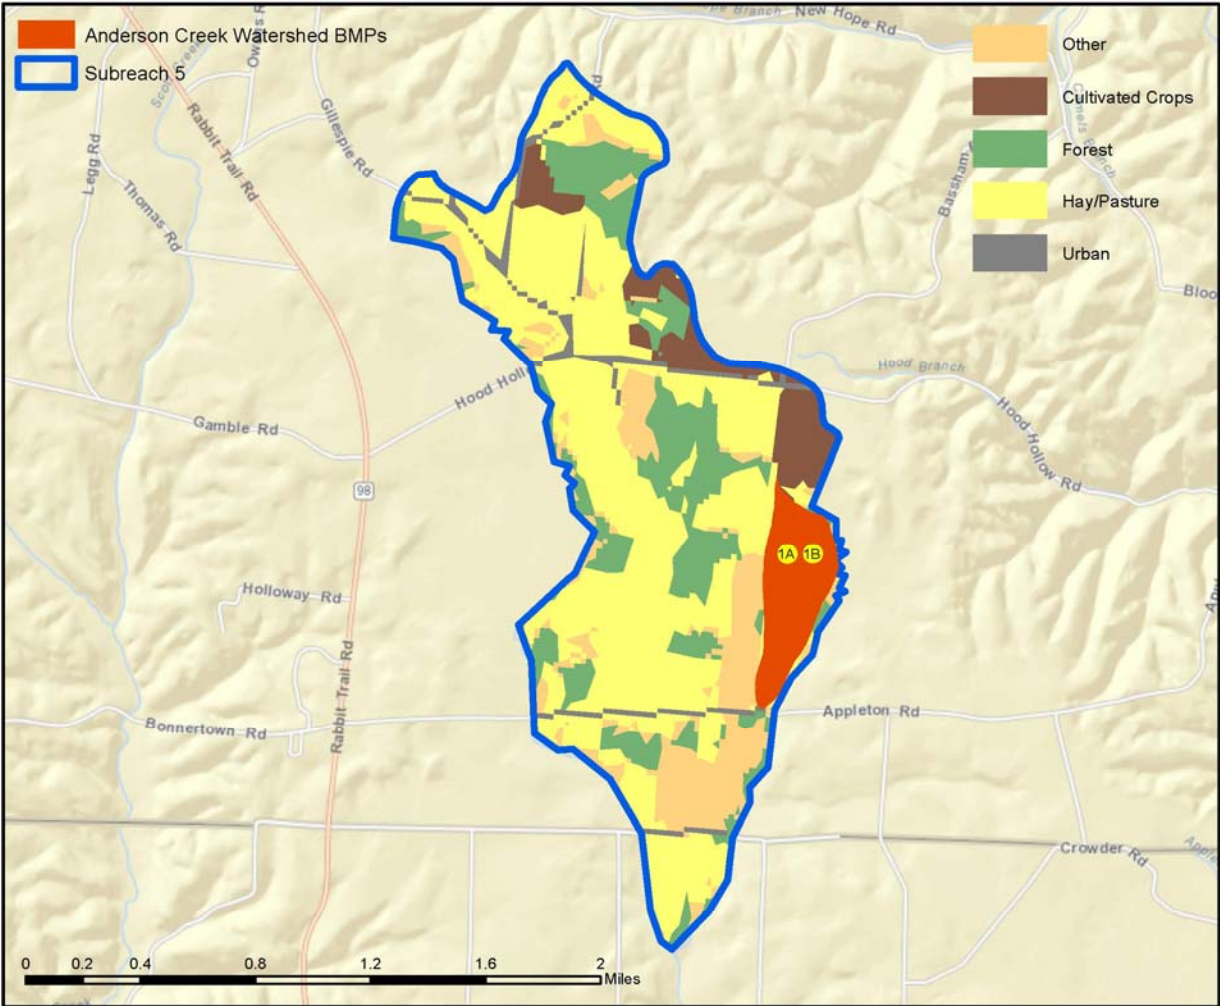 Anderson Creek Watershed BMPs
Subreach 5
New Hope Rd
Other
Cultivated Crops
Forest
Hay/Pasture
Urban
Rabbit Trail Rd
Gillespie Rd
Legg Rd
Thomas Rd
Bassham
Hood Branch
Hood Hollow Rd
Gamble Rd
98
1A 1B
Holloway Rd
Rabbit Trail Rd
Bonnertown Rd
Appleton Rd
Crowder Rd
0 0.2 0.4 0.8 1.2 1.6 2
Miles